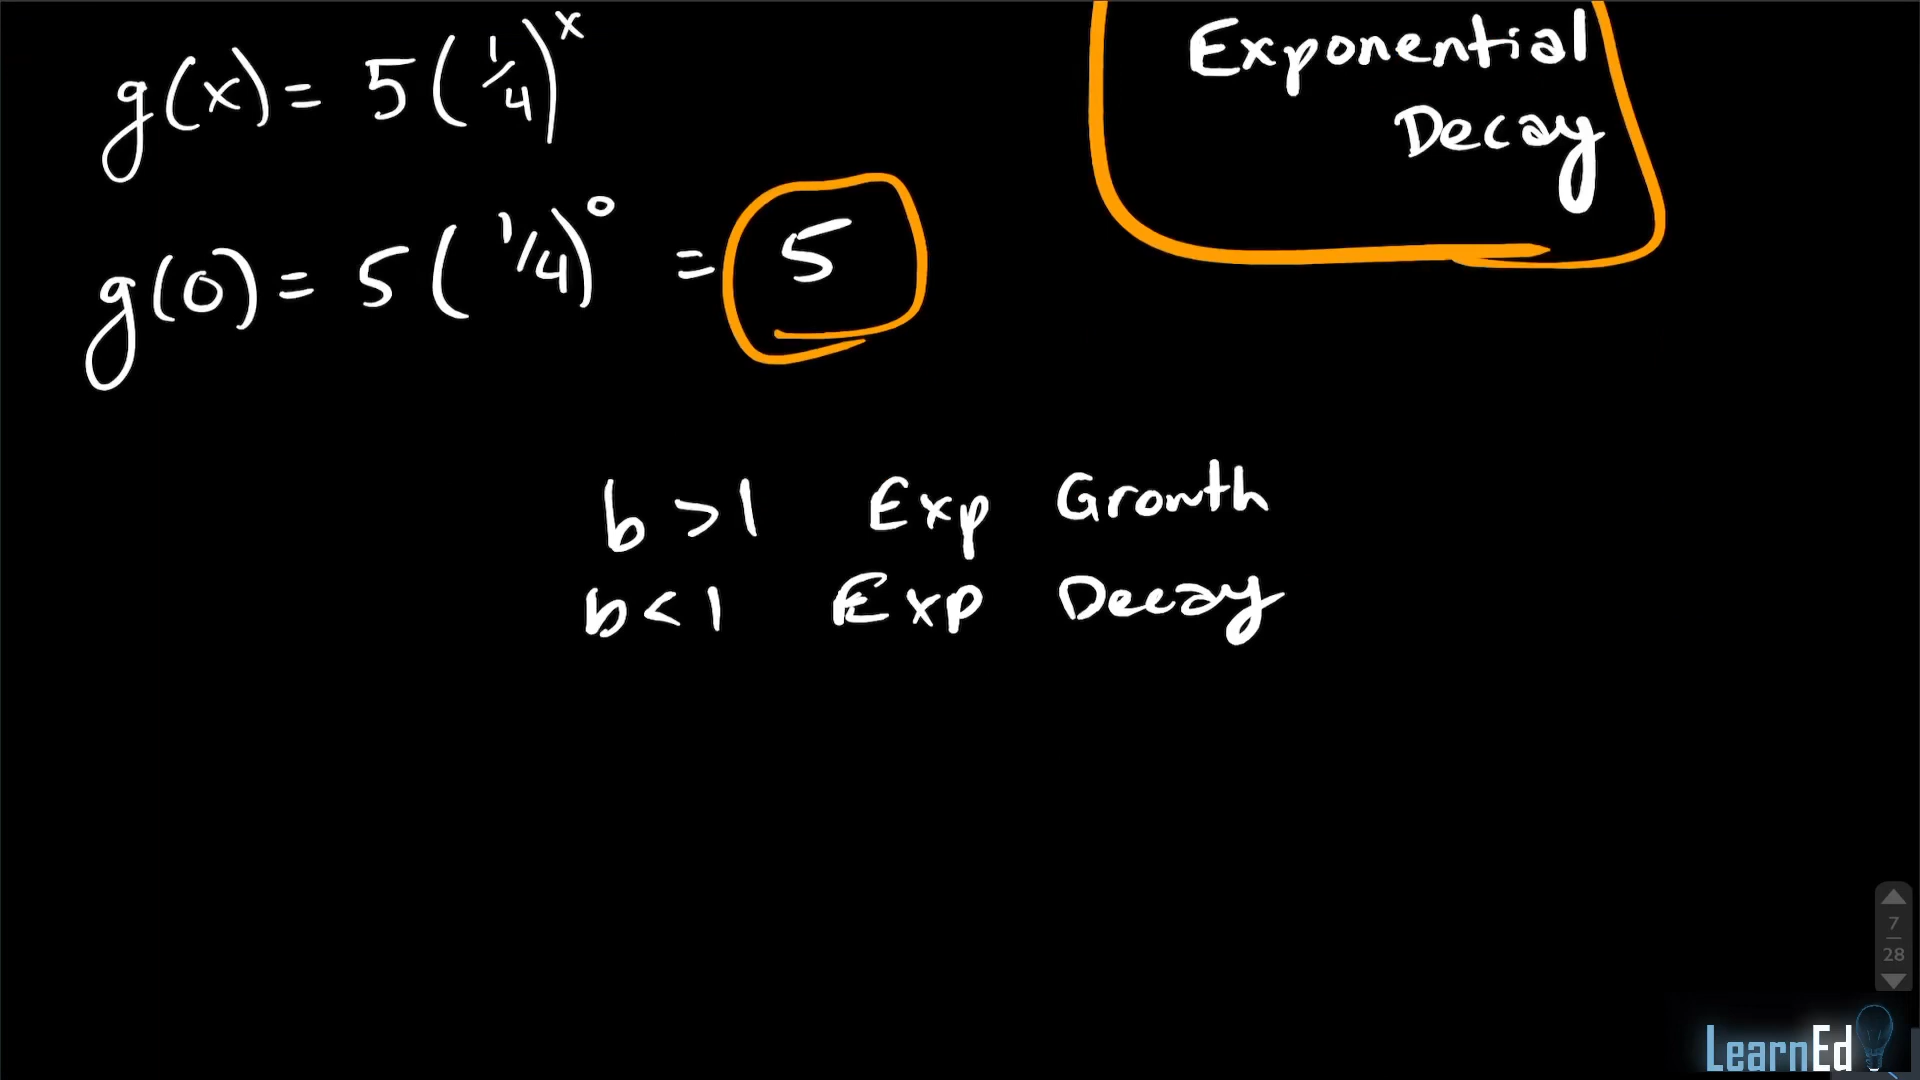 g(x) = 5(1/4)^x
Exponential
Decay
g(0) = 5(1/4)^0 = 5
b > 1 Exp Growth
b < 1 Exp Decay
7
28
LearnEd